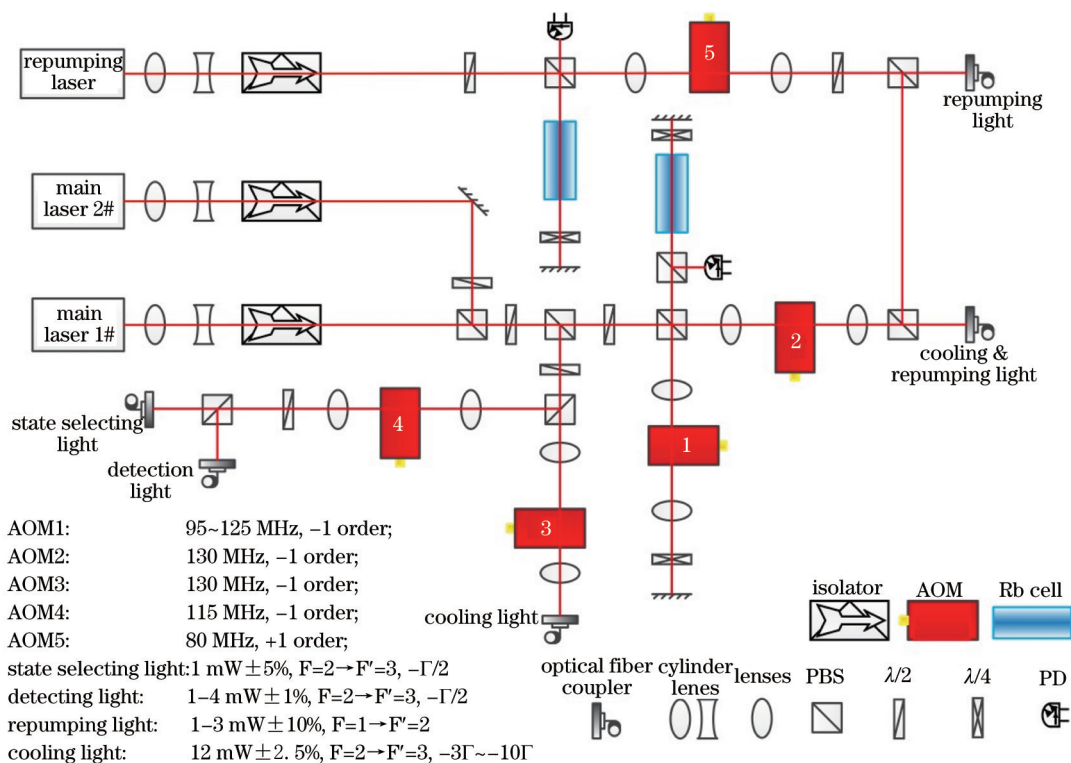 repumping
laser
5
repumping
light
main
laser 2#
main
laser 1#
2
cooling &
repumping light
state selecting
light
4
1
detection
light
3
cooling light
AOM1: 95~125 MHz, −1 order;
AOM2: 130 MHz, −1 order;
AOM3: 130 MHz, −1 order;
AOM4: 115 MHz, −1 order;
AOM5: 80 MHz, +1 order;
state selecting light:1 mW±5%, F=2→F′=3, −Γ/2
detecting light: 1−4 mW±1%, F=2→F′=3, −Γ/2
repumping light: 1−3 mW±10%, F=1→F′=2
cooling light: 12 mW±2.5%, F=2→F′=3, −3Γ~−10Γ
isolator AOM Rb cell
optical fiber
coupler
cylinder
lenes
lenses
PBS
λ/2
λ/4
PD